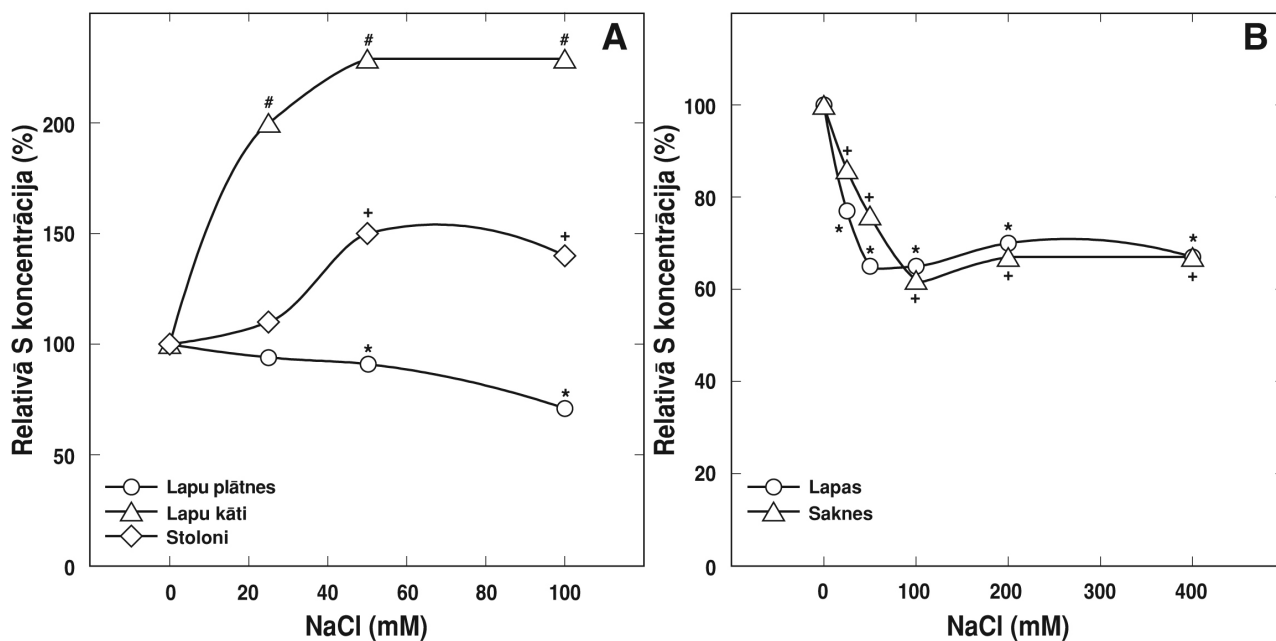 A
Relatīvā S koncentrācija (%)
200
150
100
50
0
# # #
+ +
* *
Lapu plātnes
Lapu kāti
Stoloni
0 20 40 60 80 100
NaCl (mM)
B
Relatīvā S koncentrācija (%)
100
80
60
40
20
0
+
+
*
* * * *
+ + +
Lapas
Saknes
0 100 200 300 400
NaCl (mM)